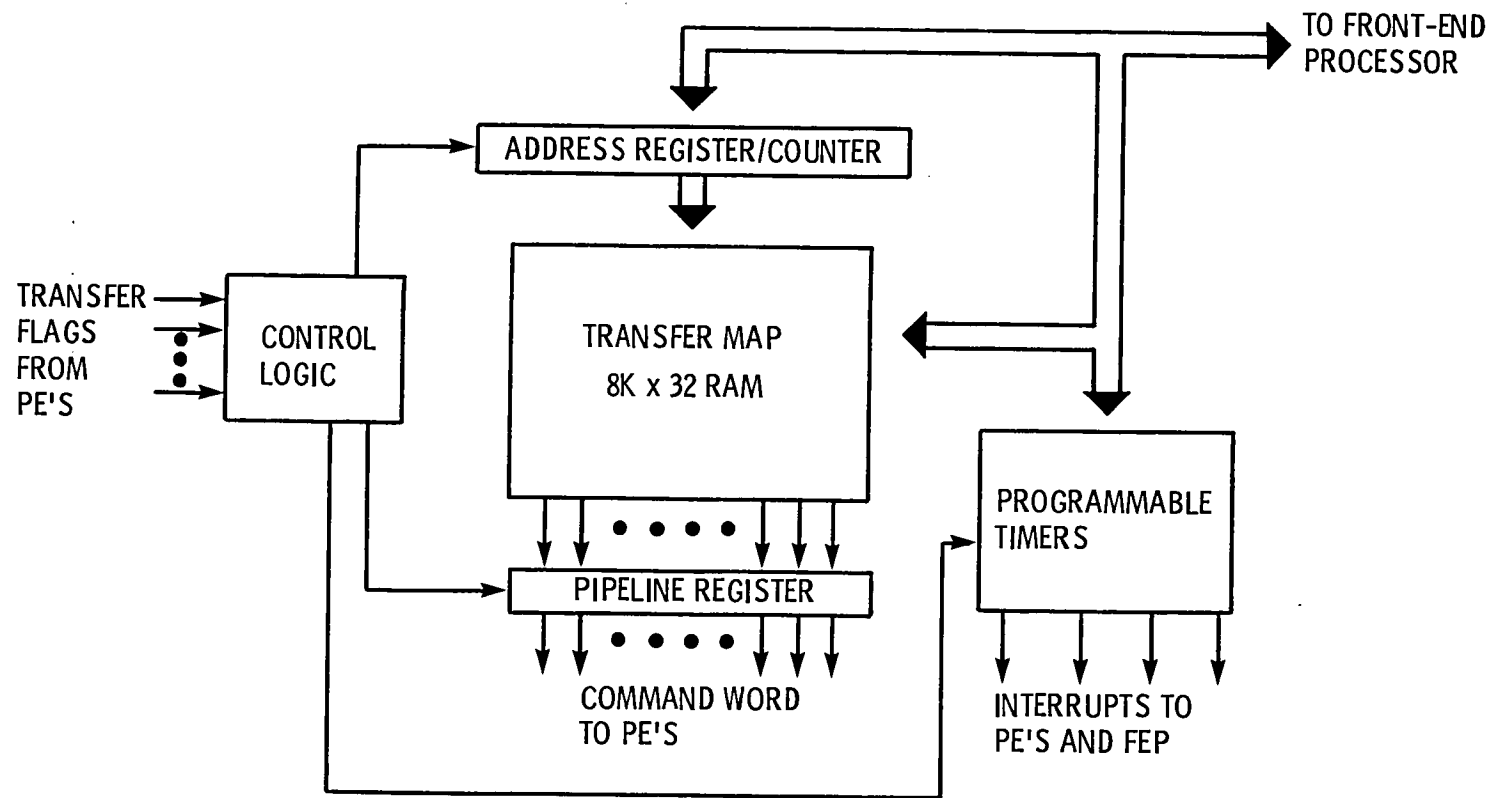 TO FRONT-END
PROCESSOR
ADDRESS REGISTER/COUNTER
TRANSFER
FLAGS
FROM
PE'S
CONTROL
LOGIC
TRANSFER MAP
8K x 32 RAM
PROGRAMMABLE
TIMERS
PIPELINE REGISTER
COMMAND WORD
TO PE'S
INTERRUPTS TO
PE'S AND FEP